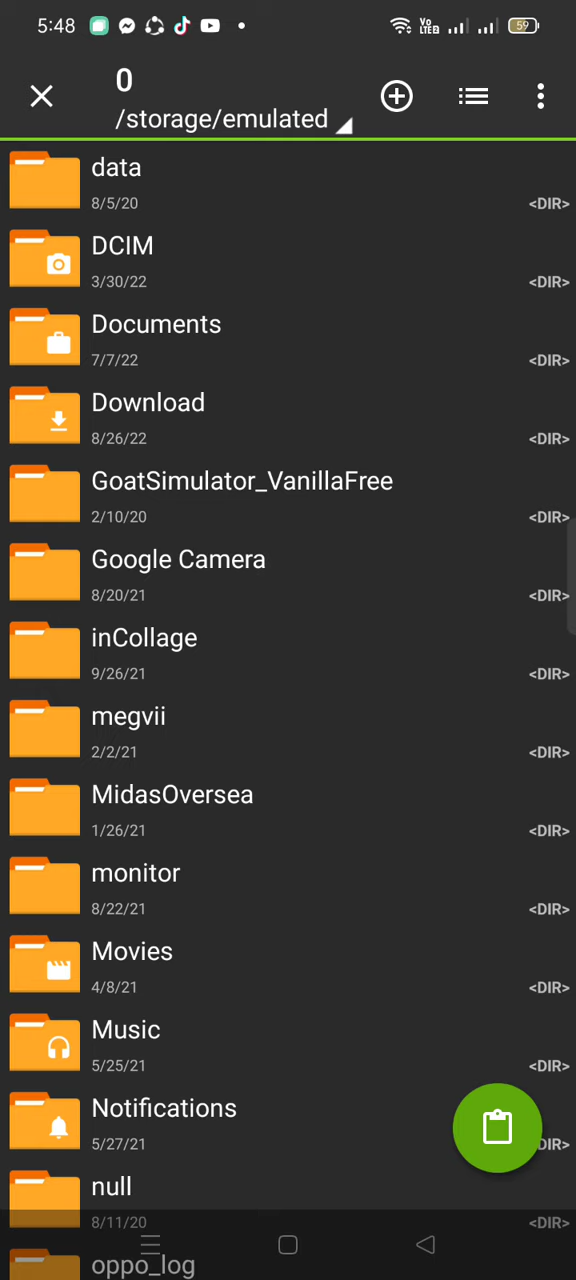 5:48
Vo
LTE2
59
0
/storage/emulated
data
8/5/20
<DIR>
DCIM
3/30/22
<DIR>
Documents
7/7/22
<DIR>
Download
8/26/22
<DIR>
GoatSimulator_VanillaFree
2/10/20
<DIR>
Google Camera
8/20/21
<DIR>
inCollage
9/26/21
<DIR>
megvii
2/2/21
<DIR>
MidasOversea
1/26/21
<DIR>
monitor
8/22/21
<DIR>
Movies
4/8/21
<DIR>
Music
5/25/21
<DIR>
Notifications
5/27/21
DIR>
null
8/11/20
<DIR>
oppo_log